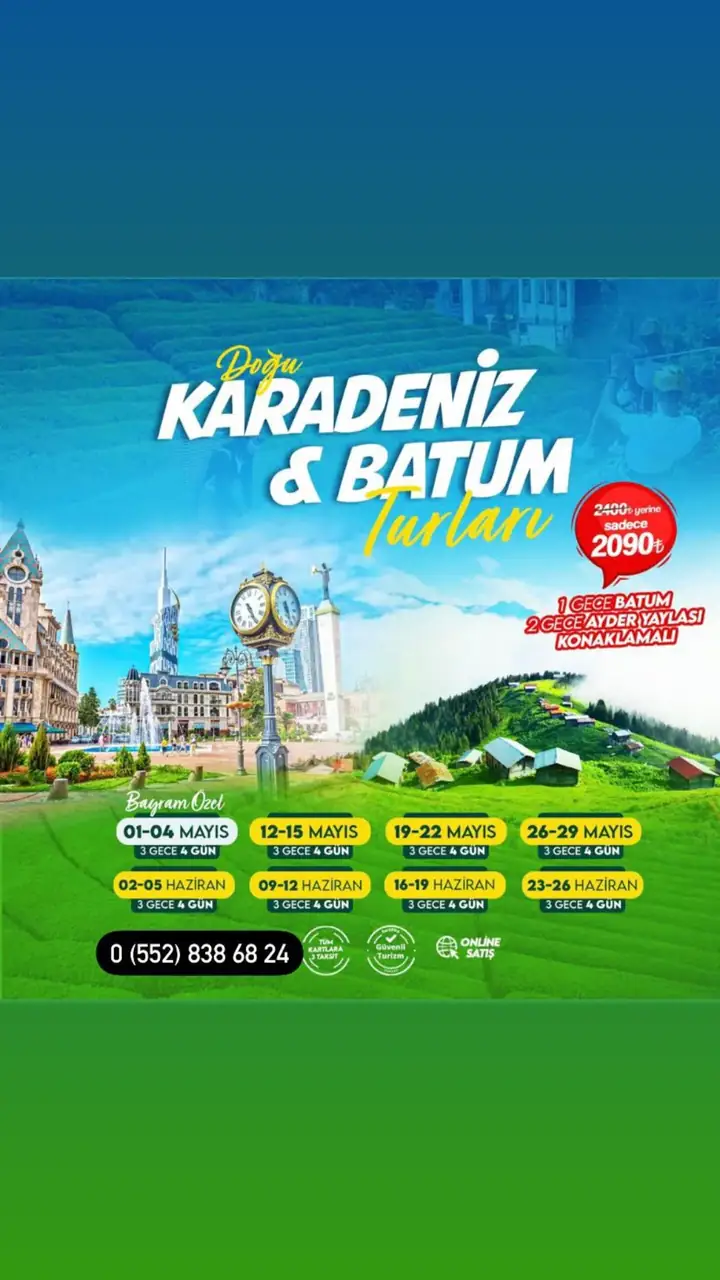 Doğu
KARADENİZ
& BATUM
Turları
2400₺ yerine
sadece
2090₺
1 GECE BATUM
2 GECE AYDER YAYLASI
KONAKLAMALI
Bayram Özel
01-04 MAYIS
3 GECE 4 GÜN
12-15 MAYIS
3 GECE 4 GÜN
19-22 MAYIS
3 GECE 4 GÜN
26-29 MAYIS
3 GECE 4 GÜN
02-05 HAZİRAN
3 GECE 4 GÜN
09-12 HAZİRAN
3 GECE 4 GÜN
16-19 HAZİRAN
3 GECE 4 GÜN
23-26 HAZİRAN
3 GECE 4 GÜN
0 (552) 838 68 24
TÜM
KARTLARA
3 TAKSİT
Güvenli
Turizm
ONLİNE
SATIŞ